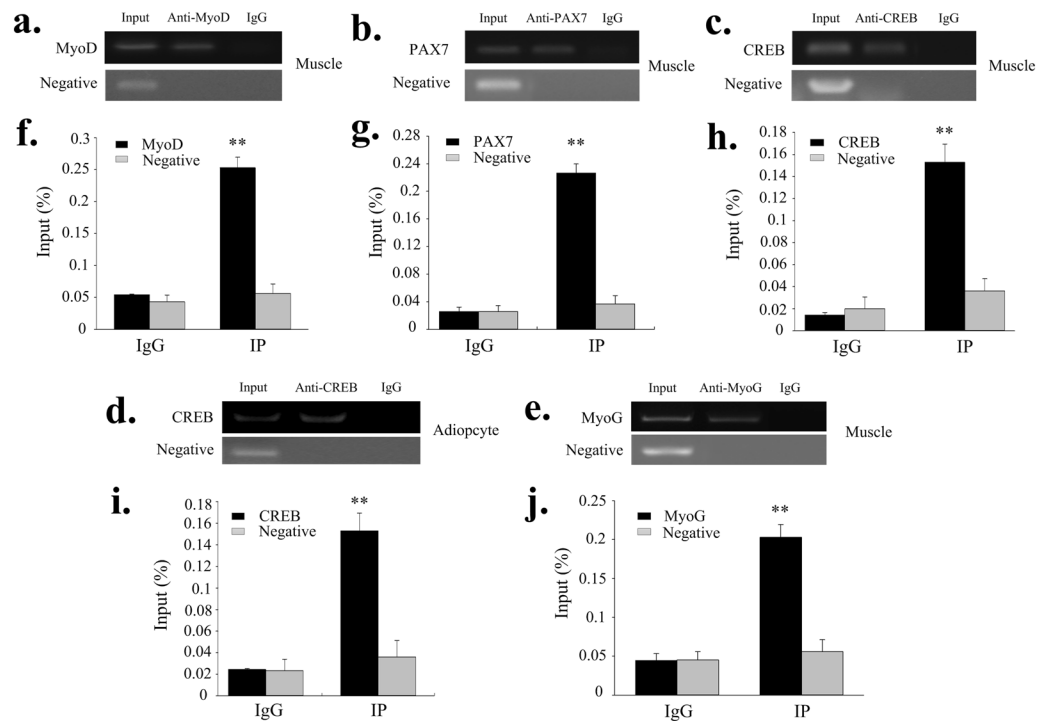 a.
Input Anti-MyoD IgG
MyoD
Negative
Muscle
b.
Input Anti-PAX7 IgG
PAX7
Negative
Muscle
c.
Input Anti-CREB IgG
CREB
Negative
Muscle
f.
0.3
0.25
0.2
0.15
0.1
0.05
0
Input (%)
MyoD
Negative
**
IgG IP
g.
0.28
0.24
0.2
0.16
0.12
0.08
0.04
0
Input (%)
PAX7
Negative
**
IgG IP
h.
0.18
0.16
0.14
0.12
0.1
0.08
0.06
0.04
0.02
0
Input (%)
CREB
Negative
**
IgG IP
d.
Input Anti-CREB IgG
CREB
Negative
Adiopcyte
e.
Input Anti-MyoG IgG
MyoG
Negative
Muscle
i.
0.18
0.16
0.14
0.12
0.1
0.08
0.06
0.04
0.02
0
Input (%)
CREB
Negative
**
IgG IP
j.
0.25
0.2
0.15
0.1
0.05
0
Input (%)
MyoG
Negative
**
IgG IP